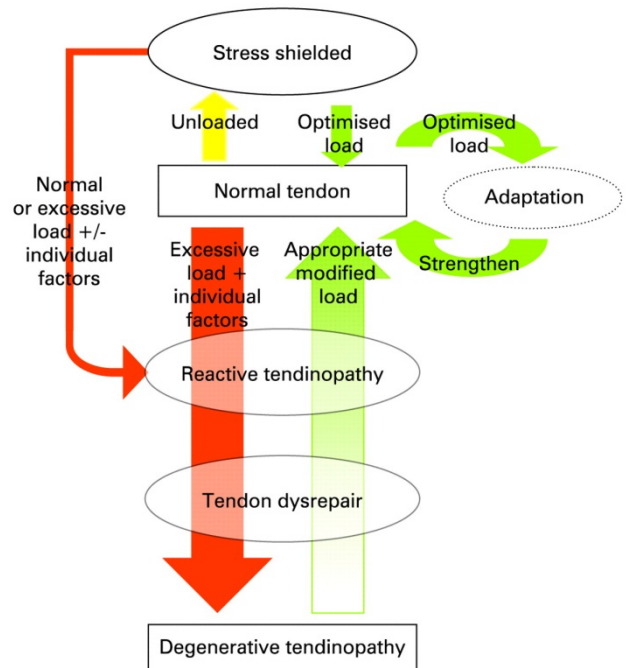 Stress shielded
Unloaded
Optimised
load
Optimised
load
Normal
or excessive
load +/-
individual
factors
Normal tendon
Adaptation
Excessive
load +
individual
factors
Appropriate
modified
load
Strengthen
Reactive tendinopathy
Tendon dysrepair
Degenerative tendinopathy